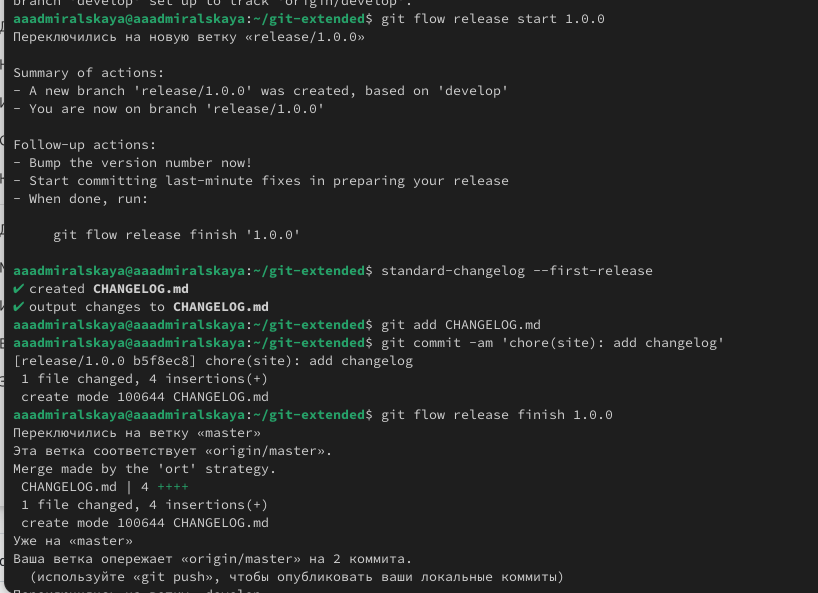 branch 'develop' set up to track 'origin/develop'.
aaadmiralskaya@aaadmiralskaya:~/git-extended$ git flow release start 1.0.0
Переключились на новую ветку «release/1.0.0»
Summary of actions:
- A new branch 'release/1.0.0' was created, based on 'develop'
- You are now on branch 'release/1.0.0'
Follow-up actions:
- Bump the version number now!
- Start committing last-minute fixes in preparing your release
- When done, run:
git flow release finish '1.0.0'
aaadmiralskaya@aaadmiralskaya:~/git-extended$ standard-changelog --first-release
✔ created CHANGELOG.md
✔ output changes to CHANGELOG.md
aaadmiralskaya@aaadmiralskaya:~/git-extended$ git add CHANGELOG.md
aaadmiralskaya@aaadmiralskaya:~/git-extended$ git commit -am 'chore(site): add changelog'
[release/1.0.0 b5f8ec8] chore(site): add changelog
1 file changed, 4 insertions(+)
create mode 100644 CHANGELOG.md
aaadmiralskaya@aaadmiralskaya:~/git-extended$ git flow release finish 1.0.0
Переключились на ветку «master»
Эта ветка соответствует «origin/master».
Merge made by the 'ort' strategy.
CHANGELOG.md | 4 ++++
1 file changed, 4 insertions(+)
create mode 100644 CHANGELOG.md
Уже на «master»
Ваша ветка опережает «origin/master» на 2 коммита.
(используйте «git push», чтобы опубликовать ваши локальные коммиты)